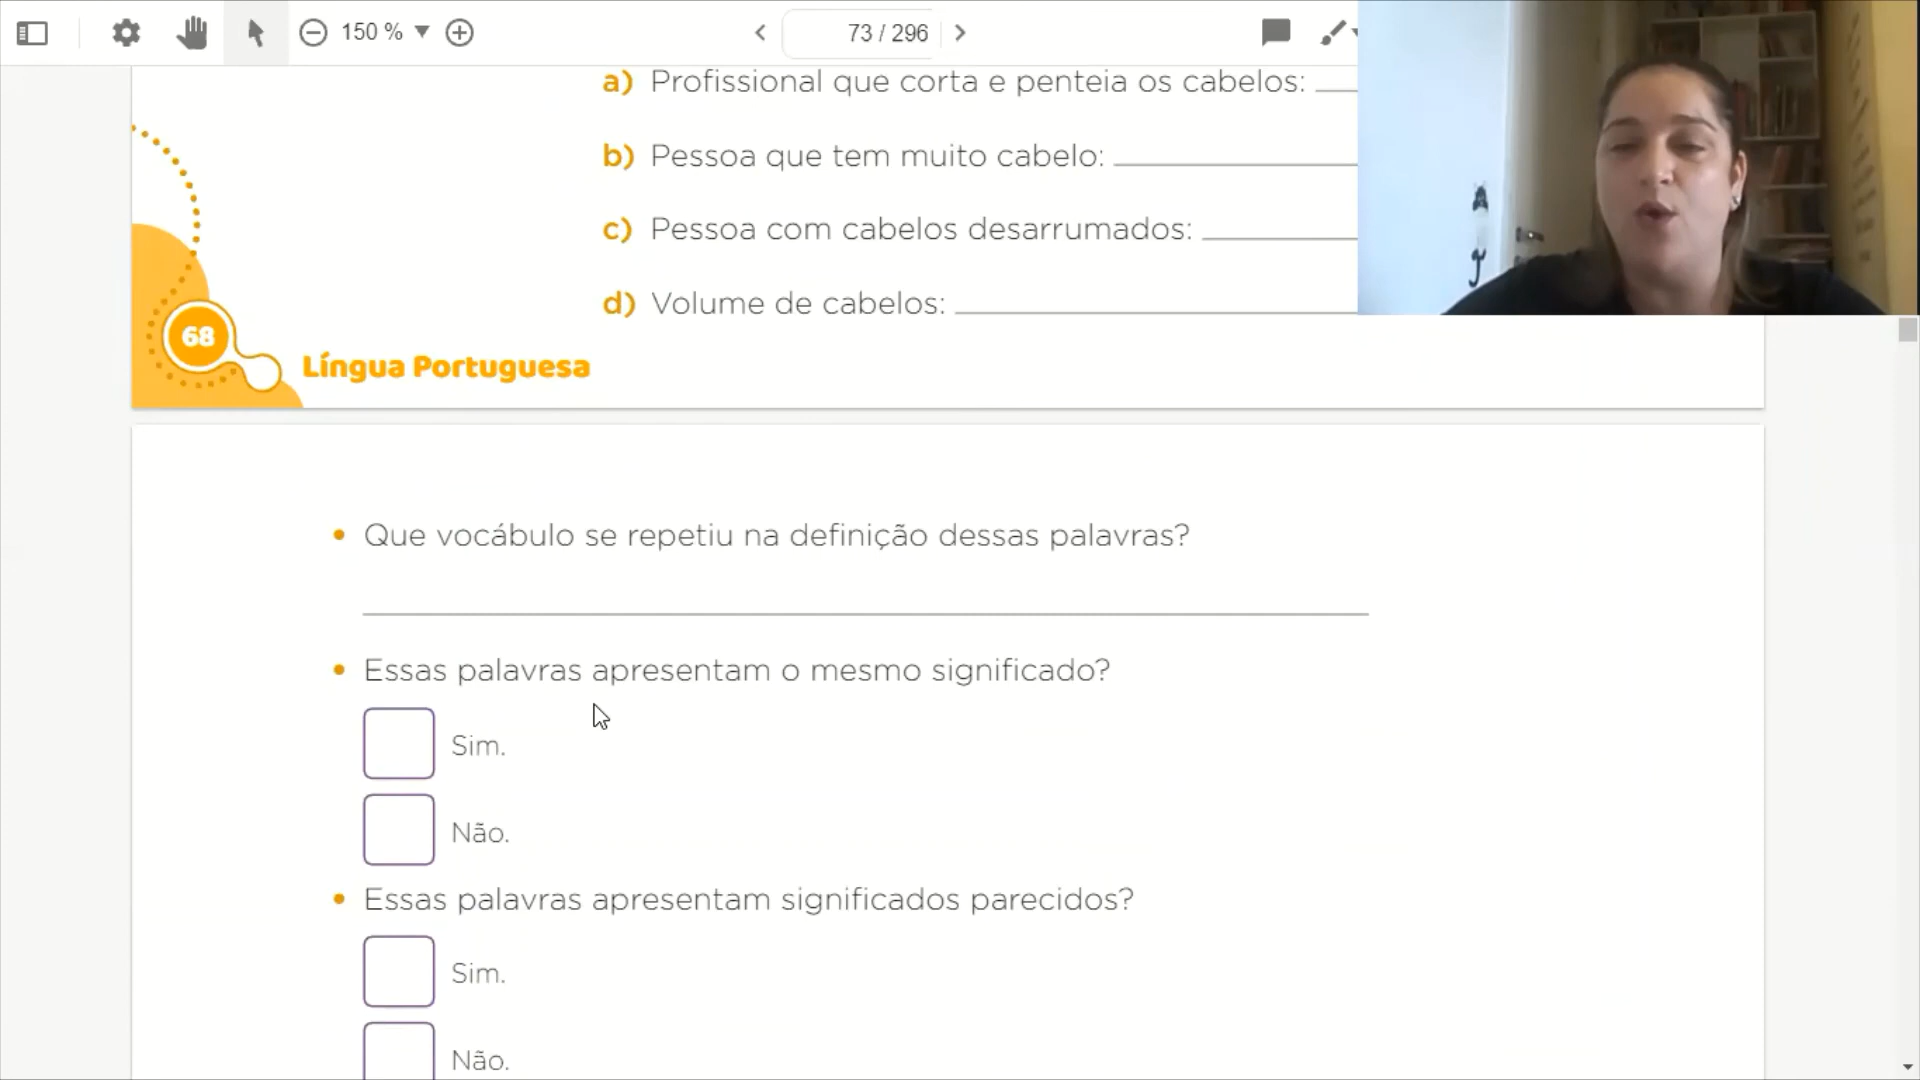 150 %
73 / 296
a) Profissional que corta e penteia os cabelos:
b) Pessoa que tem muito cabelo:
c) Pessoa com cabelos desarrumados:
d) Volume de cabelos:
68
Língua Portuguesa
• Que vocábulo se repetiu na definição dessas palavras?
• Essas palavras apresentam o mesmo significado?
Sim.
Não.
• Essas palavras apresentam significados parecidos?
Sim.
Não.